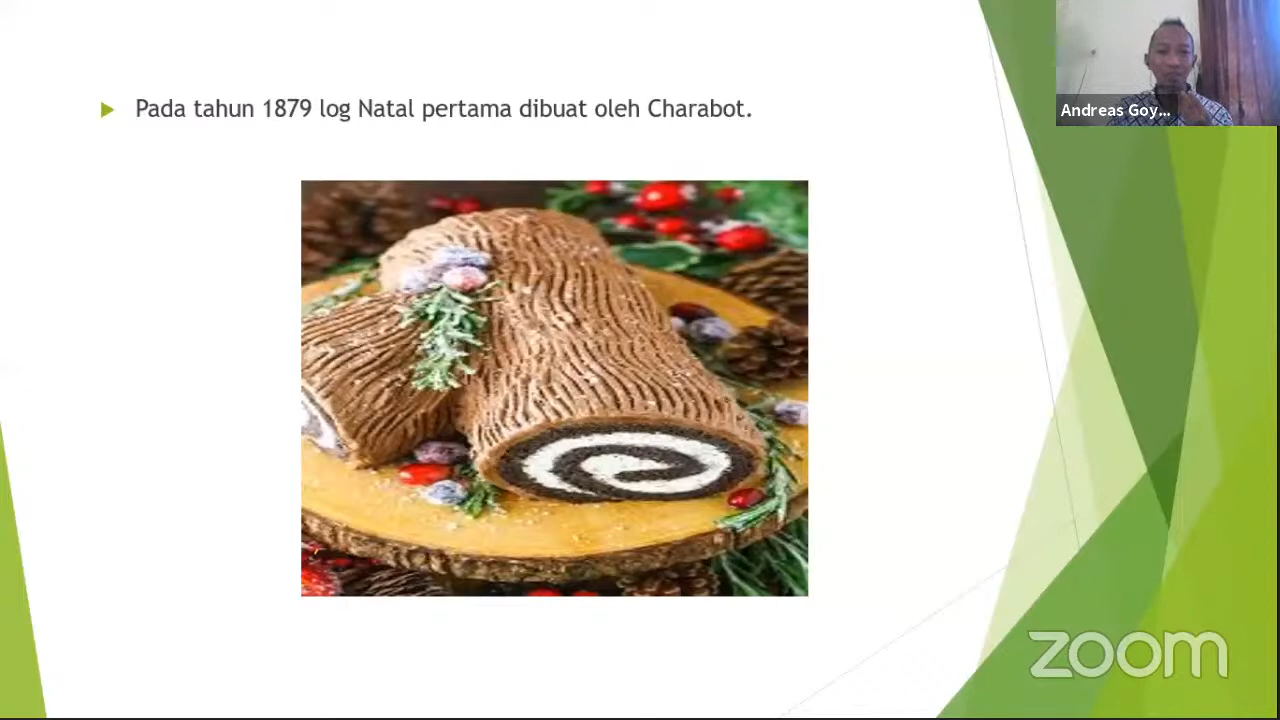 Pada tahun 1879 log Natal pertama dibuat oleh Charabot.
Andreas Goy...
zoom